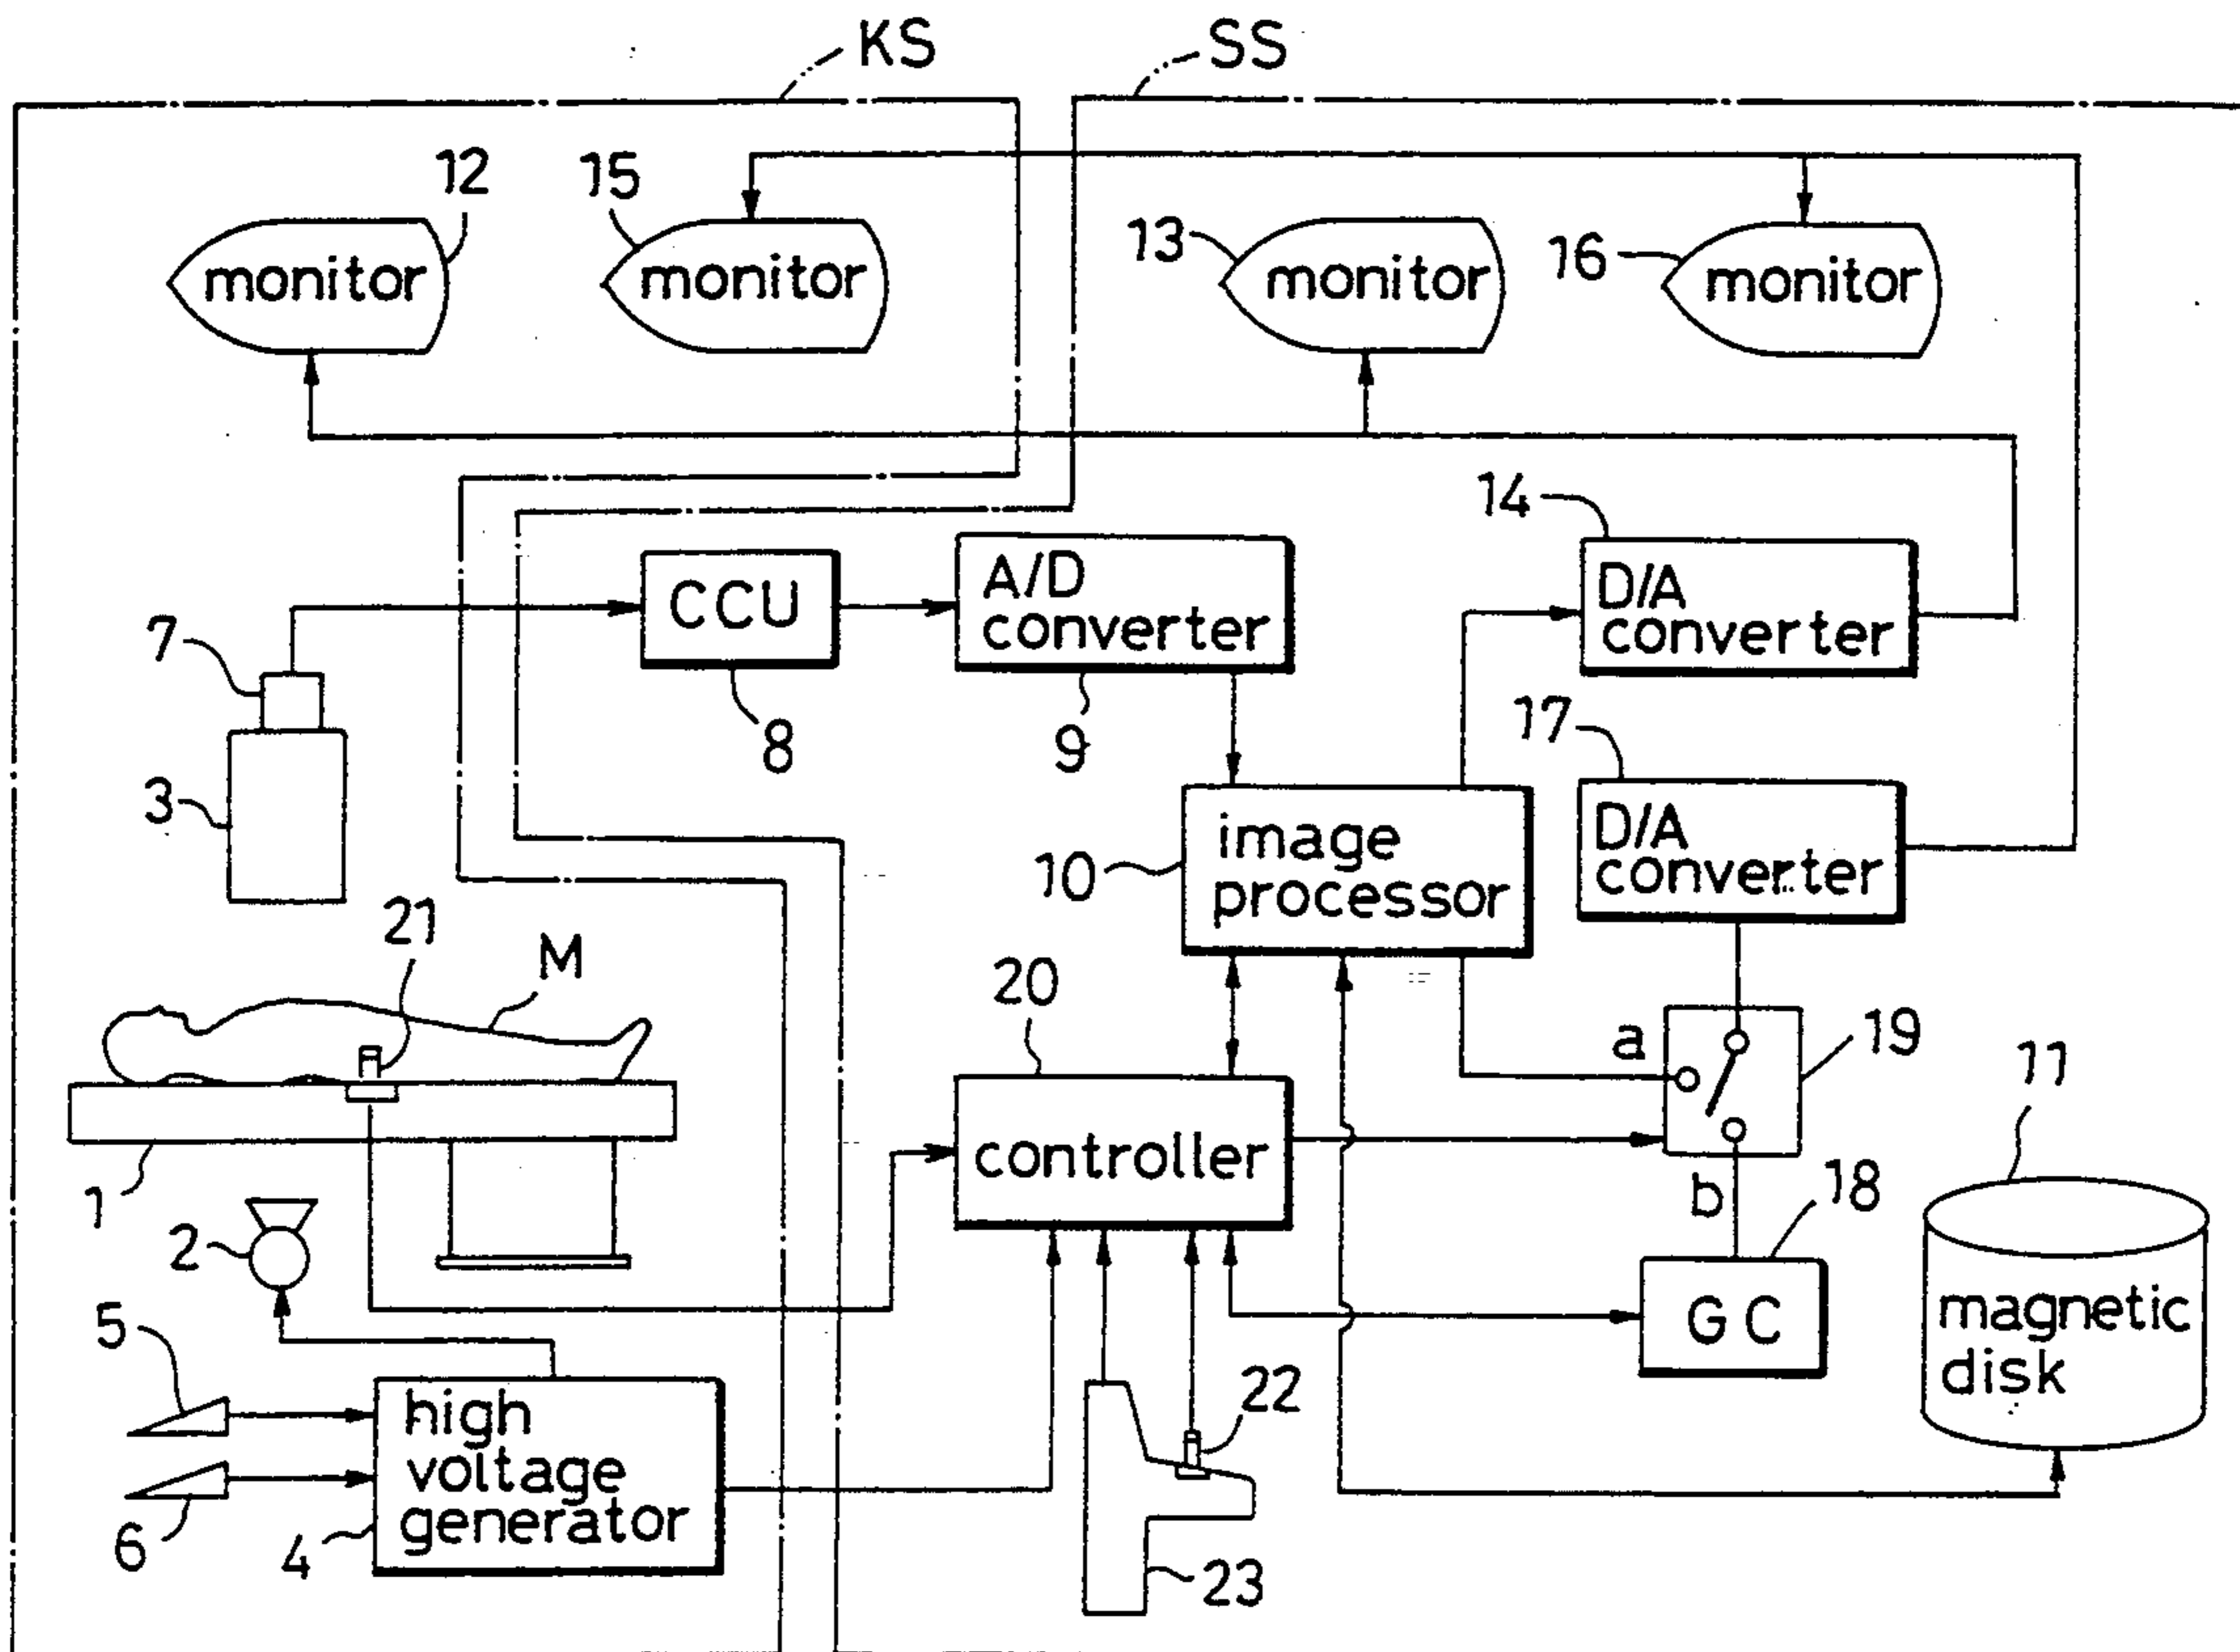 KS
SS
12
15
13
16
monitor
monitor
monitor
monitor
14
7
CCU
A/D
converter
D/A
converter
8
9
17
3
10
image
processor
D/A
converter
21
M
20
a
19
11
controller
1
2
b
18
5
GC
magnetic
disk
22
high
voltage
generator
6
4
23